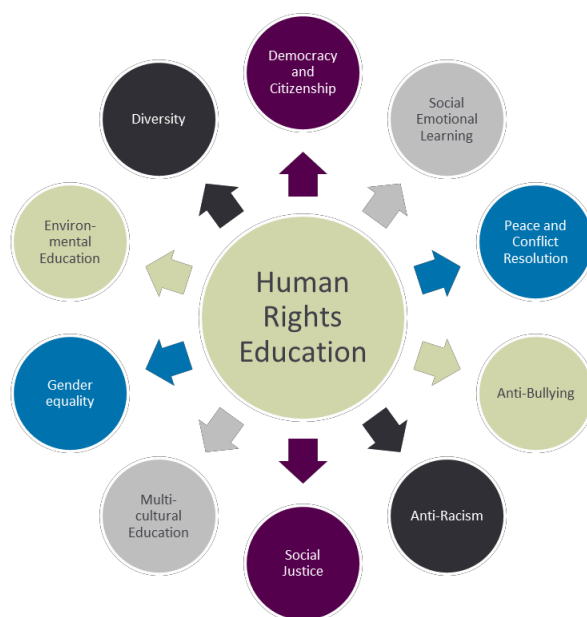 Democracy
and
Citizenship
Social
Emotional
Learning
Peace and
Conflict
Resolution
Anti-Bullying
Anti-Racism
Social
Justice
Multi-
cultural
Education
Gender
equality
Environ-
mental
Education
Diversity
Human
Rights
Education